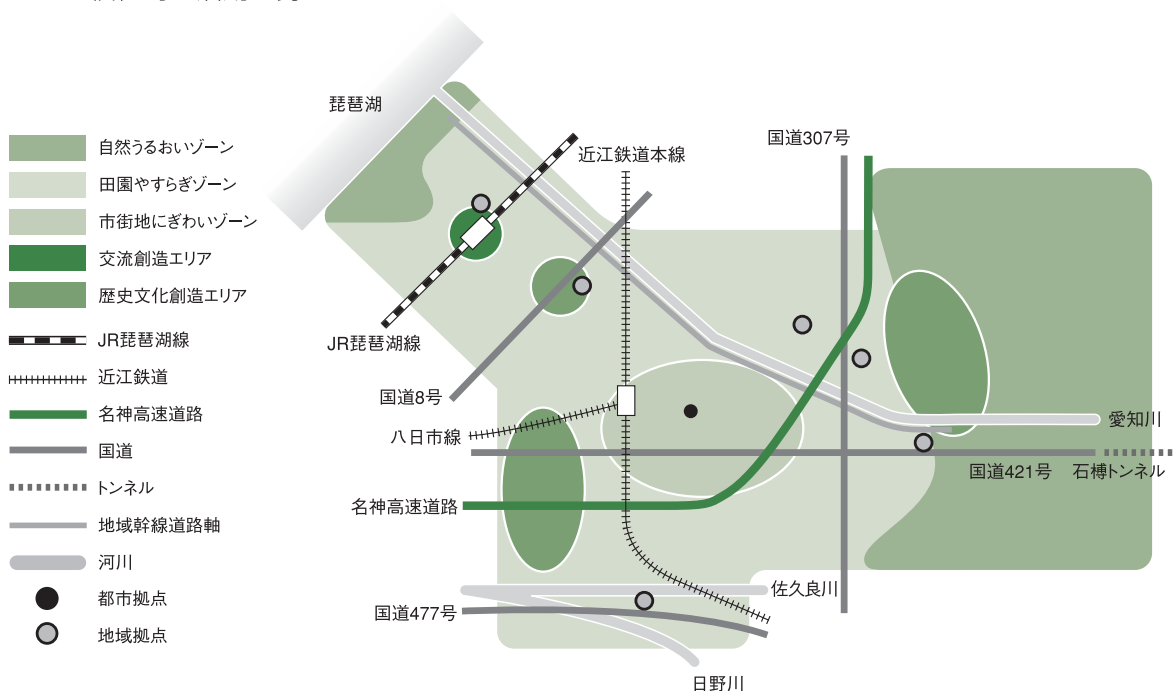 琵琶湖
国道307号
近江鉄道本線
自然うるおいゾーン
田園やすらぎゾーン
市街地にぎわいゾーン
交流創造エリア
歴史文化創造エリア
JR琵琶湖線
近江鉄道
名神高速道路
国道
トンネル
地域幹線道路軸
河川
都市拠点
地域拠点
JR琵琶湖線
国道8号
八日市線
愛知川
国道421号
石榑トンネル
名神高速道路
佐久良川
国道477号
日野川